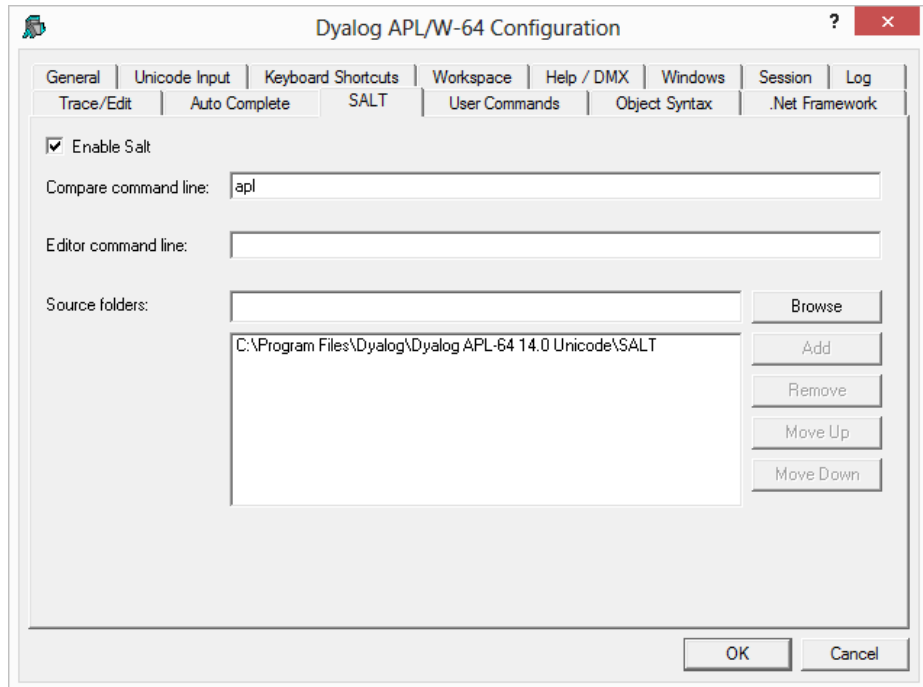 Dyalog APL/W-64 Configuration ? ×
General Unicode Input Keyboard Shortcuts Workspace Help / DMX Windows Session Log
Trace/Edit Auto Complete SALT User Commands Object Syntax .Net Framework
Enable Salt
Compare command line: apl
Editor command line:
Source folders: Browse
C:\Program Files\Dyalog\Dyalog APL-64 14.0 Unicode\SALT
Add
Remove
Move Up
Move Down
OK Cancel